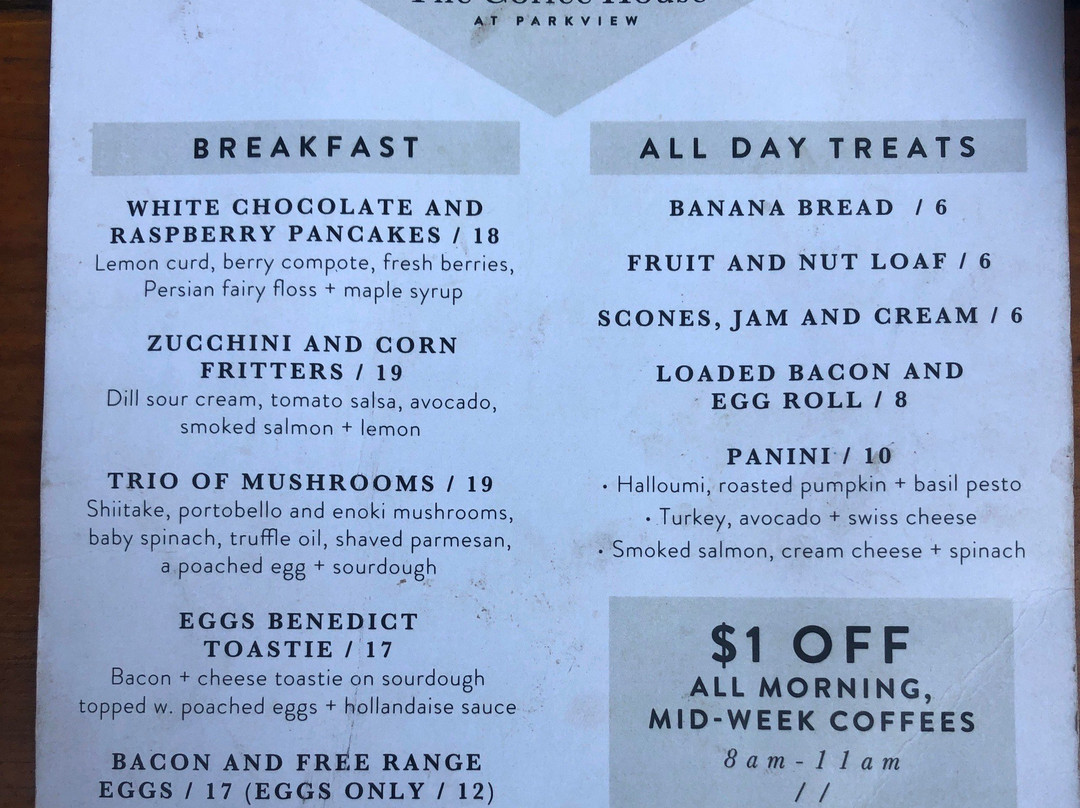 The Coffee House
AT PARKVIEW
BREAKFAST
WHITE CHOCOLATE AND
RASPBERRY PANCAKES / 18
Lemon curd, berry compote, fresh berries,
Persian fairy floss + maple syrup
ZUCCHINI AND CORN
FRITTERS / 19
Dill sour cream, tomato salsa, avocado,
smoked salmon + lemon
TRIO OF MUSHROOMS / 19
Shiitake, portobello and enoki mushrooms,
baby spinach, truffle oil, shaved parmesan,
a poached egg + sourdough
EGGS BENEDICT
TOASTIE / 17
Bacon + cheese toastie on sourdough
topped w. poached eggs + hollandaise sauce
BACON AND FREE RANGE
EGGS / 17 (EGGS ONLY / 12)
ALL DAY TREATS
BANANA BREAD / 6
FRUIT AND NUT LOAF / 6
SCONES, JAM AND CREAM / 6
LOADED BACON AND
EGG ROLL / 8
PANINI / 10
• Halloumi, roasted pumpkin + basil pesto
• Turkey, avocado + swiss cheese
• Smoked salmon, cream cheese + spinach
$1 OFF
ALL MORNING,
MID-WEEK COFFEES
8am-11am
//